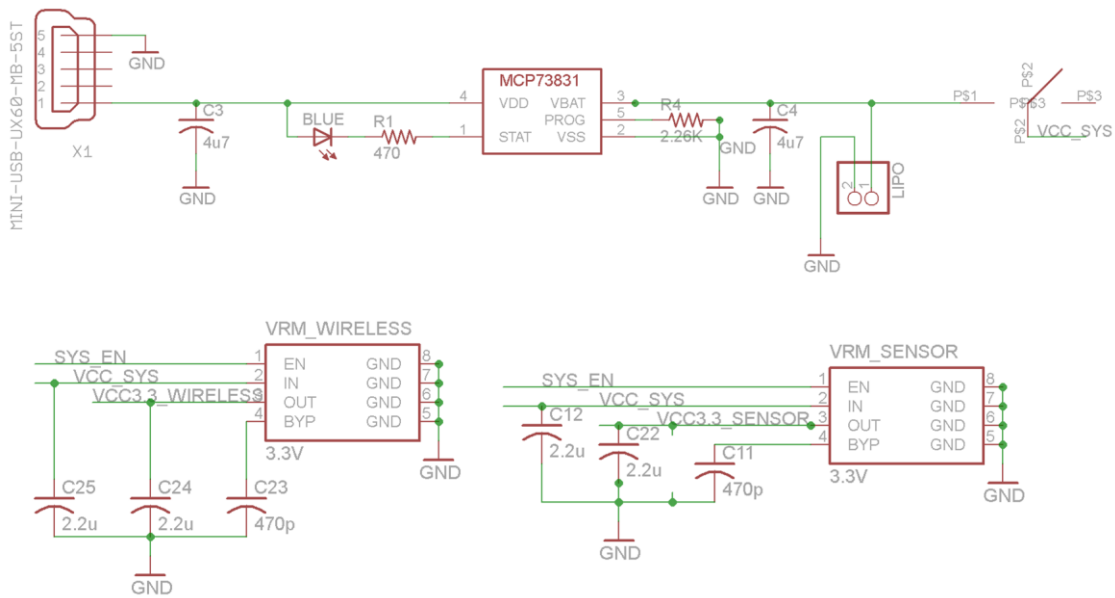 MINI-USB-UX60-MB-5ST
5
4
3
2
1
X1
GND
C3
4u7
GND
BLUE
R1
470
MCP73831
4 VDD VBAT 3
PROG 5
1 STAT VSS 2
R4
2.26K
GND
GND
C4
4u7
GND
2
1
LIPO
GND
P$1
P$2
P$3
P$3
P$2
VCC_SYS
VRM_WIRELESS
SYS_EN 1 EN GND 8
VCC_SYS 2 IN GND 7
VCC3.3_WIRELESS 3 OUT GND 6
4 BYP GND 5
3.3V
GND
C25
2.2u
C24
2.2u
C23
470p
GND
VRM_SENSOR
SYS_EN 1 EN GND 8
VCC_SYS 2 IN GND 7
VCC3.3_SENSOR 3 OUT GND 6
4 BYP GND 5
3.3V
GND
C12
2.2u
C22
2.2u
C11
470p
GND